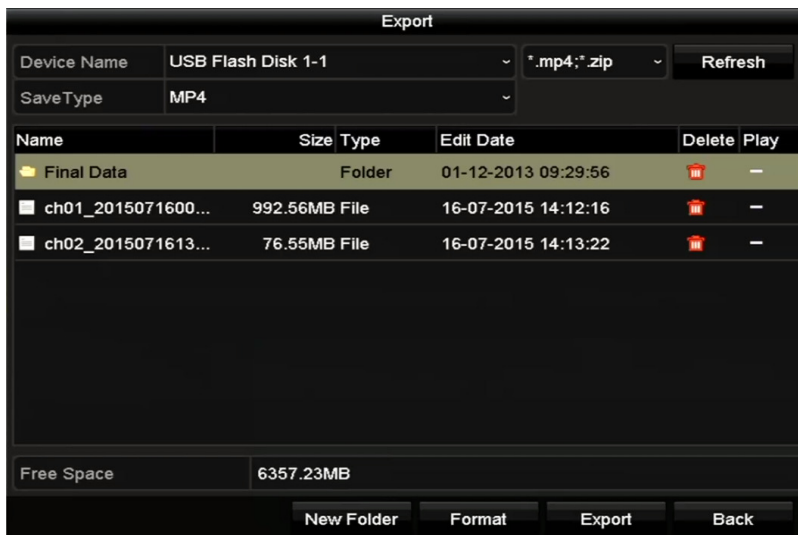 Export
Device Name USB Flash Disk 1-1 *.mp4;*.zip Refresh
SaveType MP4
Name Size Type Edit Date Delete Play
Final Data Folder 01-12-2013 09:29:56
ch01_2015071600... 992.56MB File 16-07-2015 14:12:16
ch02_2015071613... 76.55MB File 16-07-2015 14:13:22
Free Space 6357.23MB
New Folder Format Export Back